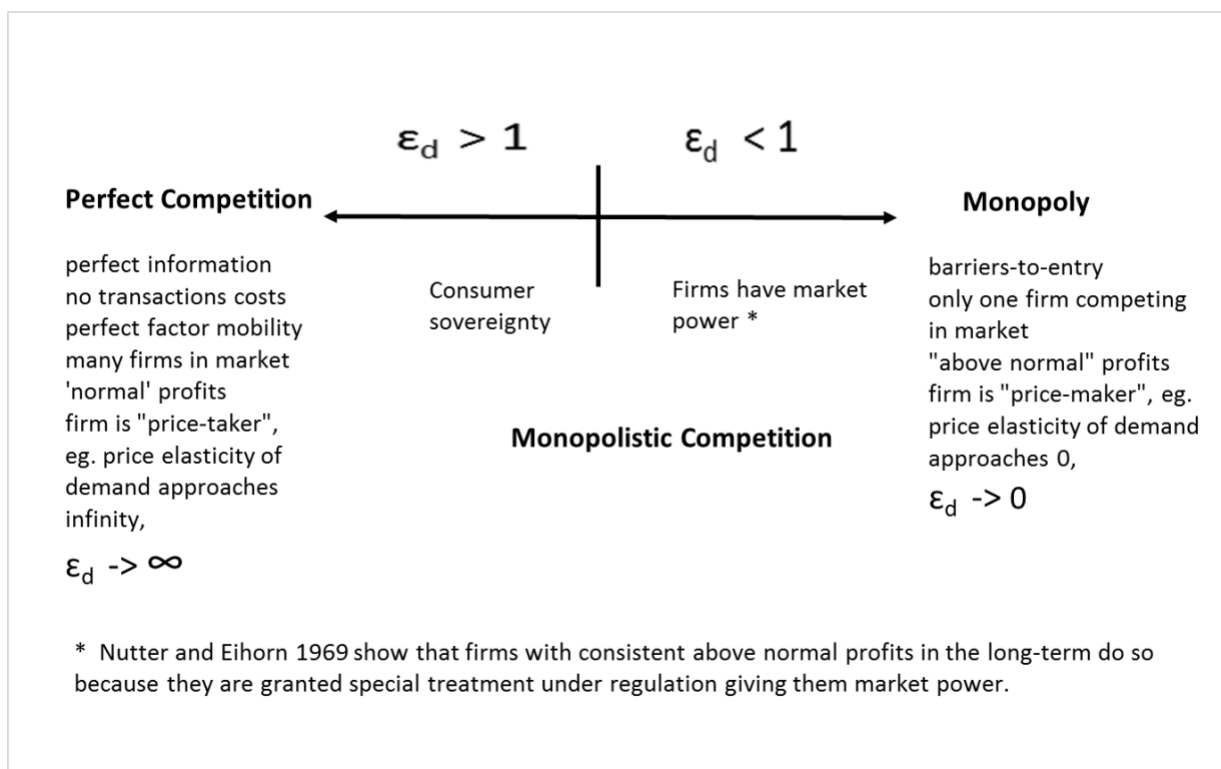 εd > 1
εd < 1
Perfect Competition
Monopoly
perfect information
no transactions costs
perfect factor mobility
many firms in market
'normal' profits
firm is "price-taker",
eg. price elasticity of
demand approaches
infinity,
εd -> ∞
Consumer
sovereignty
Firms have market
power *
Monopolistic Competition
barriers-to-entry
only one firm competing
in market
"above normal" profits
firm is "price-maker", eg.
price elasticity of demand
approaches 0,
εd -> 0
* Nutter and Eihorn 1969 show that firms with consistent above normal profits in the long-term do so
because they are granted special treatment under regulation giving them market power.